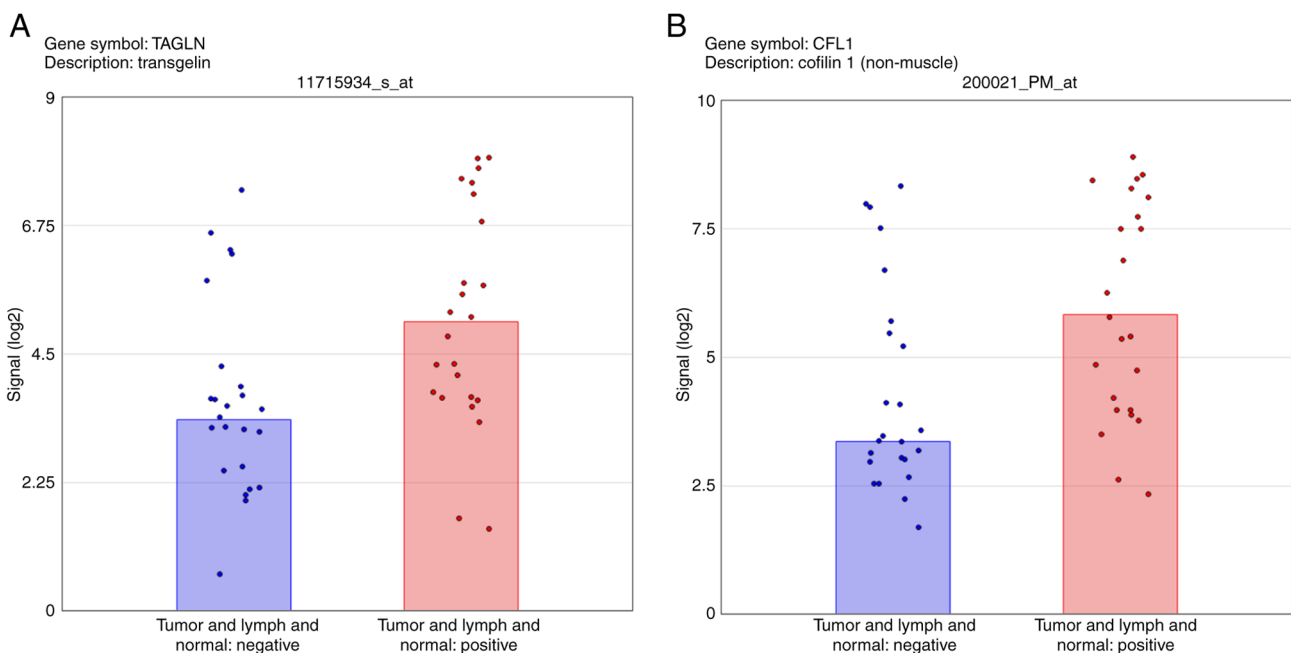 A
Gene symbol: TAGLN
Description: transgelin
11715934_s_at
9
6.75
4.5
2.25
0
Signal (log2)
Tumor and lymph and
normal: negative
Tumor and lymph and
normal: positive
B
Gene symbol: CFL1
Description: cofilin 1 (non-muscle)
200021_PM_at
10
7.5
5
2.5
0
Signal (log2)
Tumor and lymph and
normal: negative
Tumor and lymph and
normal: positive